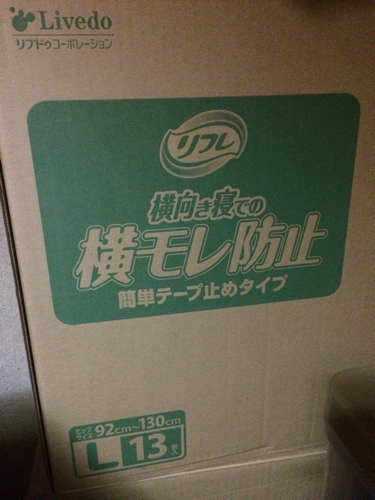 Livedo
リブドゥコーポレーション
リフレ
横向き寝での
横モレ防止
簡単テープ止めタイプ
ヒップサイズ 92cm~130cm
L 13枚入